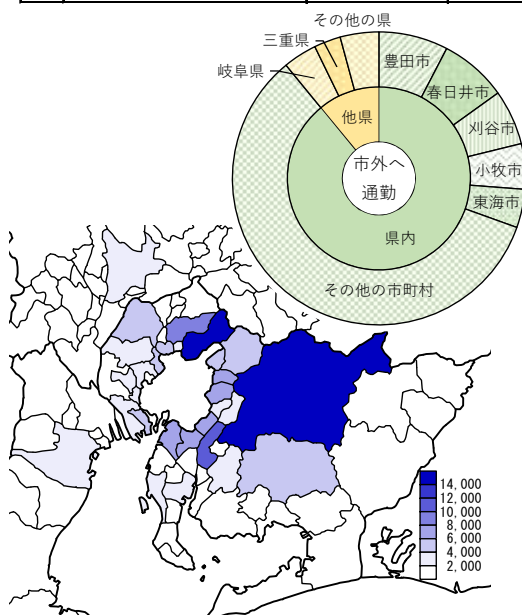 その他の県
三重県
岐阜県
豊田市
春日井市
刈谷市
小牧市
東海市
他県
市外へ
通勤
県内
その他の市町村
14,000
12,000
10,000
8,000
6,000
4,000
2,000